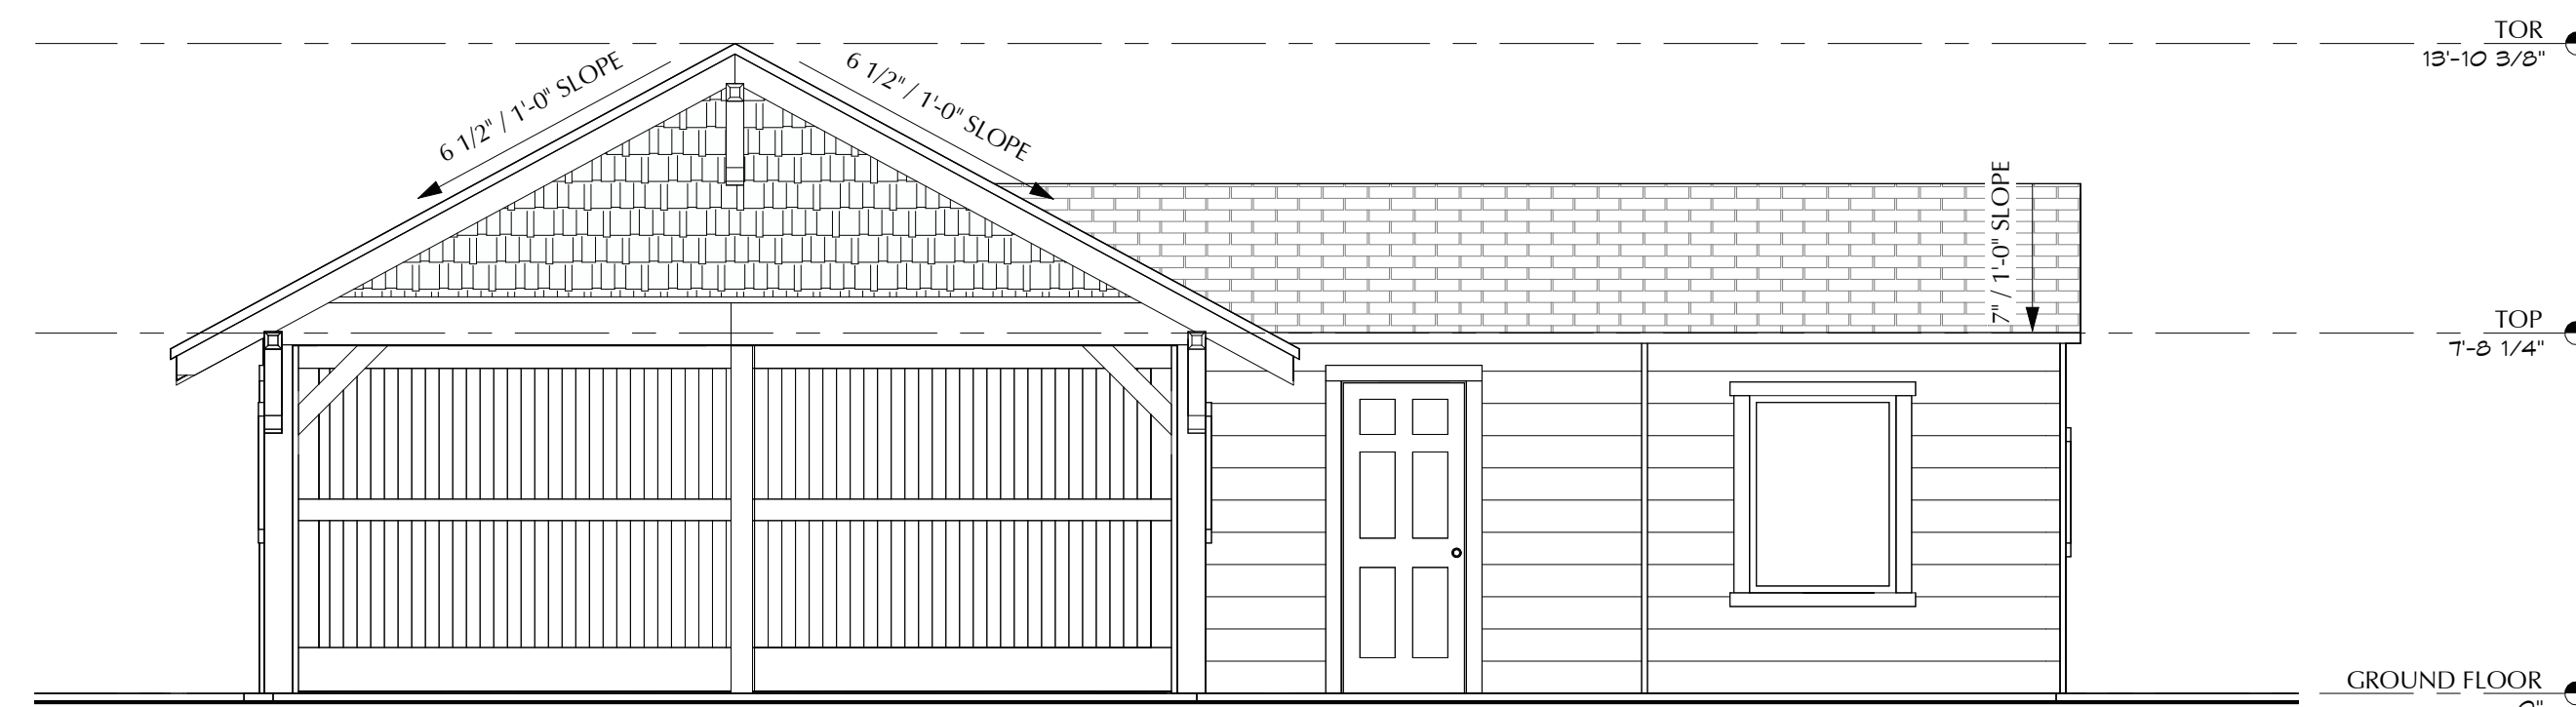 TOR
13'-10 3/8"
6 1/2" / 1'-0" SLOPE
6 1/2" / 1'-0" SLOPE
7" / 1'-0" SLOPE
TOP
7'-8 1/4"
GROUND FLOOR
0"